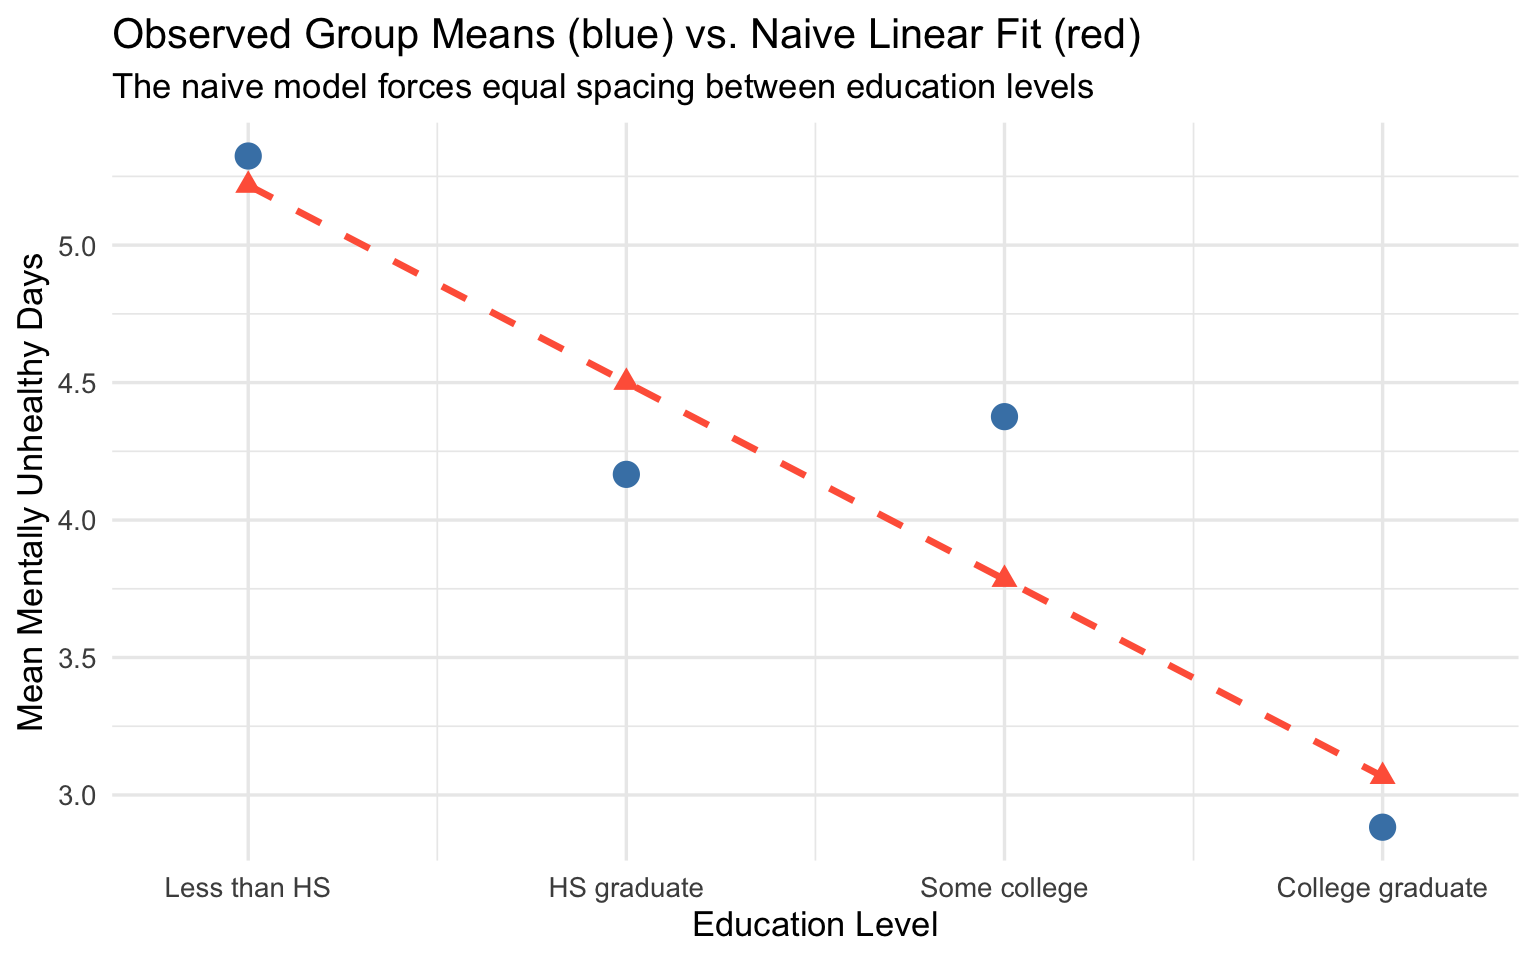 Observed Group Means (blue) vs. Naive Linear Fit (red)
The naive model forces equal spacing between education levels
Mean Mentally Unhealthy Days
5.0
4.5
4.0
3.5
3.0
Less than HS
HS graduate
Some college
College graduate
Education Level